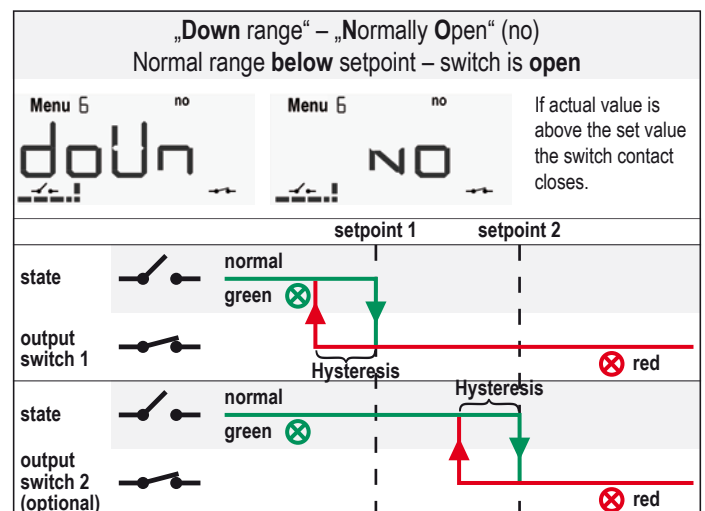 „Down range“ – „Normally Open“ (no)
Normal range below setpoint – switch is open
Menu 6 no
doUn
Menu 6 no
NO
If actual value is
above the set value
the switch contact
closes.
setpoint 1 setpoint 2
state
normal
green
output
switch 1
Hysteresis
red
state
normal
green
Hysteresis
output
switch 2
(optional)
red